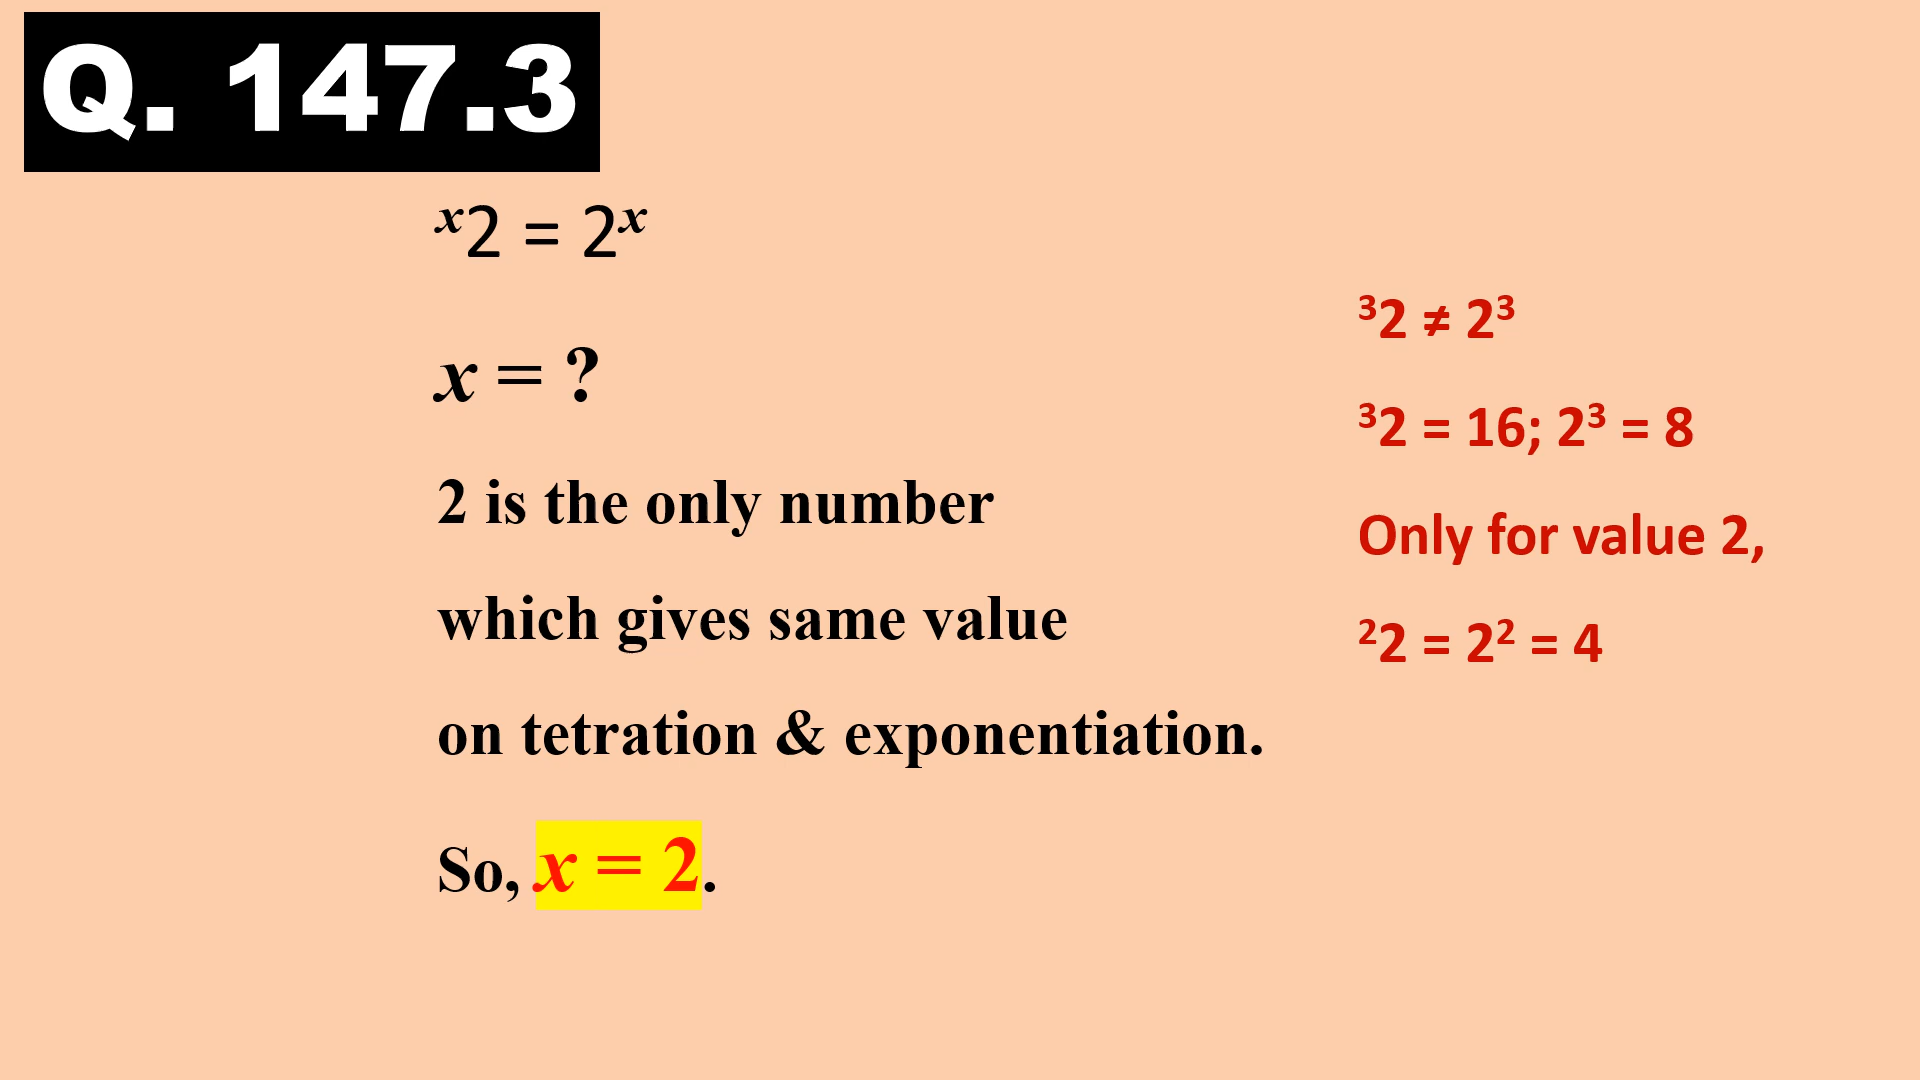 Q. 147.3
ˣ2 = 2ˣ
x = ?
2 is the only number
which gives same value
on tetration & exponentiation.
So, x = 2.
³2 ≠ 2³
³2 = 16; 2³ = 8
Only for value 2,
²2 = 2² = 4